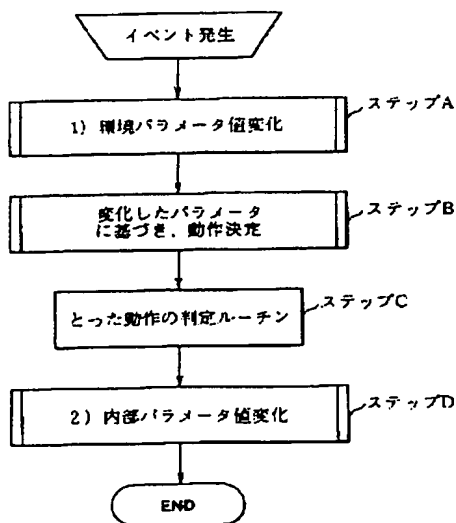 イベント発生
1) 環境パラメータ値変化
ステップA
変化したパラメータ
に基づき、動作決定
ステップB
とった動作の判定ルーチン
ステップC
2) 内部パラメータ値変化
ステップD
END